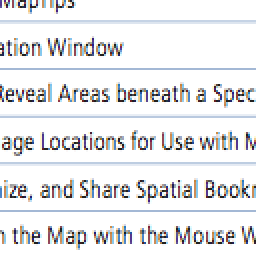 MapTips
ation Window
Reveal Areas beneath a Spec
age Locations for Use with M
nize, and Share Spatial Book
n the Map with the Mouse W